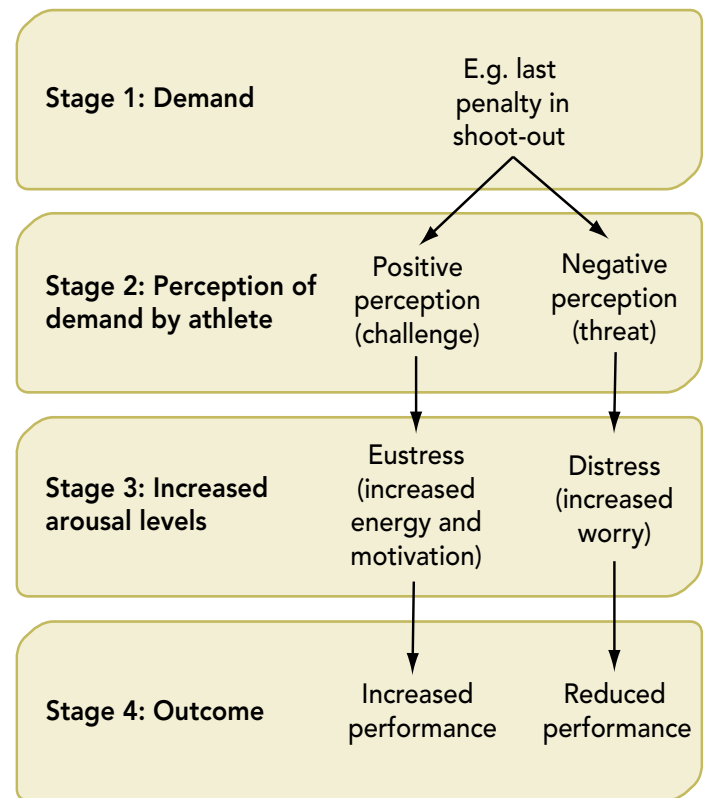 Stage 1: Demand
E.g. last
penalty in
shoot-out
Stage 2: Perception of
demand by athlete
Positive
perception
(challenge)
Negative
perception
(threat)
Stage 3: Increased
arousal levels
Eustress
(increased
energy and
motivation)
Distress
(increased
worry)
Stage 4: Outcome
Increased
performance
Reduced
performance